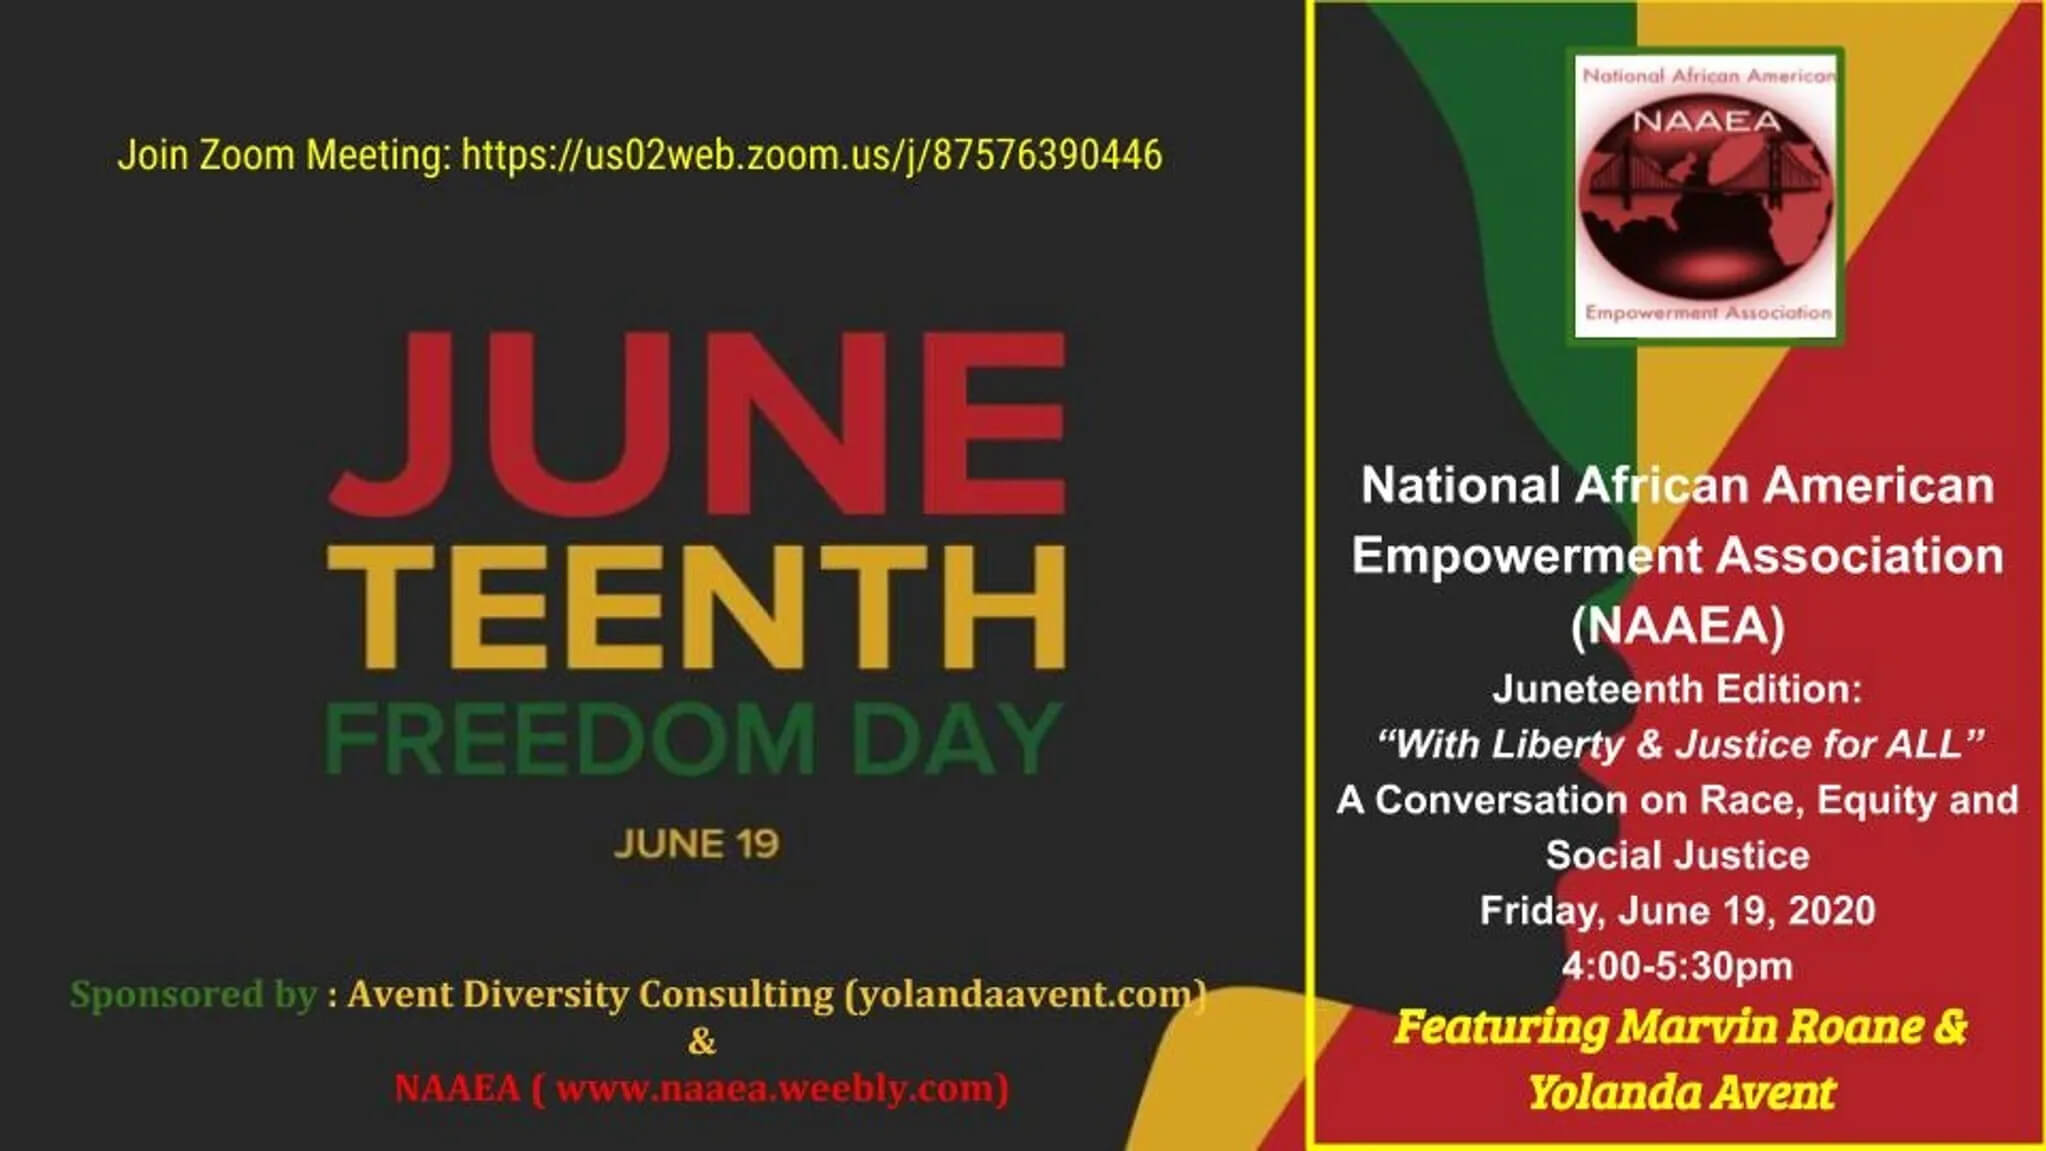 Join Zoom Meeting: https://us02web.zoom.us/j/87576390446
JUNE
TEENTH
FREEDOM DAY
JUNE 19
Sponsored by : Avent Diversity Consulting (yolandaavent.com)
&
NAAEA ( www.naaea.weebly.com)
National African American
NAAEA
Empowerment Association
National African American
Empowerment Association
(NAAEA)
Juneteenth Edition:
“With Liberty & Justice for ALL”
A Conversation on Race, Equity and
Social Justice
Friday, June 19, 2020
4:00-5:30pm
Featuring Marvin Roane &
Yolanda Avent